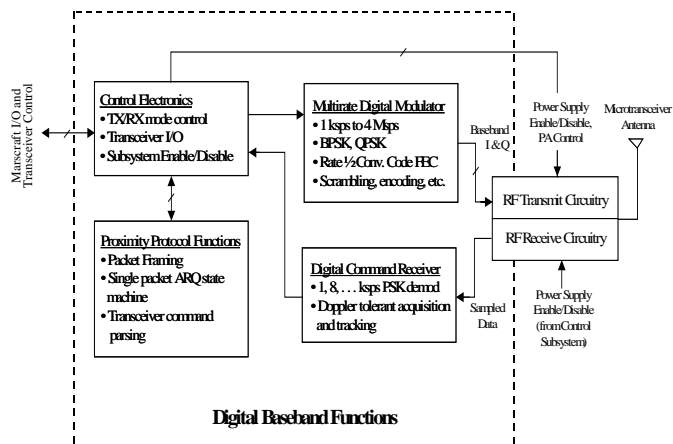 Marscraft I/O and
Transceiver Control
Control Electronics
• TX/RX mode control
• Transceiver I/O
• Subsystem Enable/Disable
Multirate Digital Modulator
• 1 ksps to 4 Msps
• BPSK, QPSK
• Rate ½ Conv. Code FEC
• Scrambling, encoding, etc.
Baseband
I & Q
Power Supply
Enable/Disable,
PA Control
Microtransceiver
Antenna
RF Transmit Circuitry
RF Receive Circuitry
Proximity Protocol Functions
• Packet Framing
• Single packet ARQ state
machine
• Transceiver command
parsing
Digital Command Receiver
• 1, 8, … ksps PSK demod
• Doppler tolerant acquisition
and tracking
Sampled
Data
Power Supply
Enable/Disable
(from Control
Subsystem)
Digital Baseband Functions